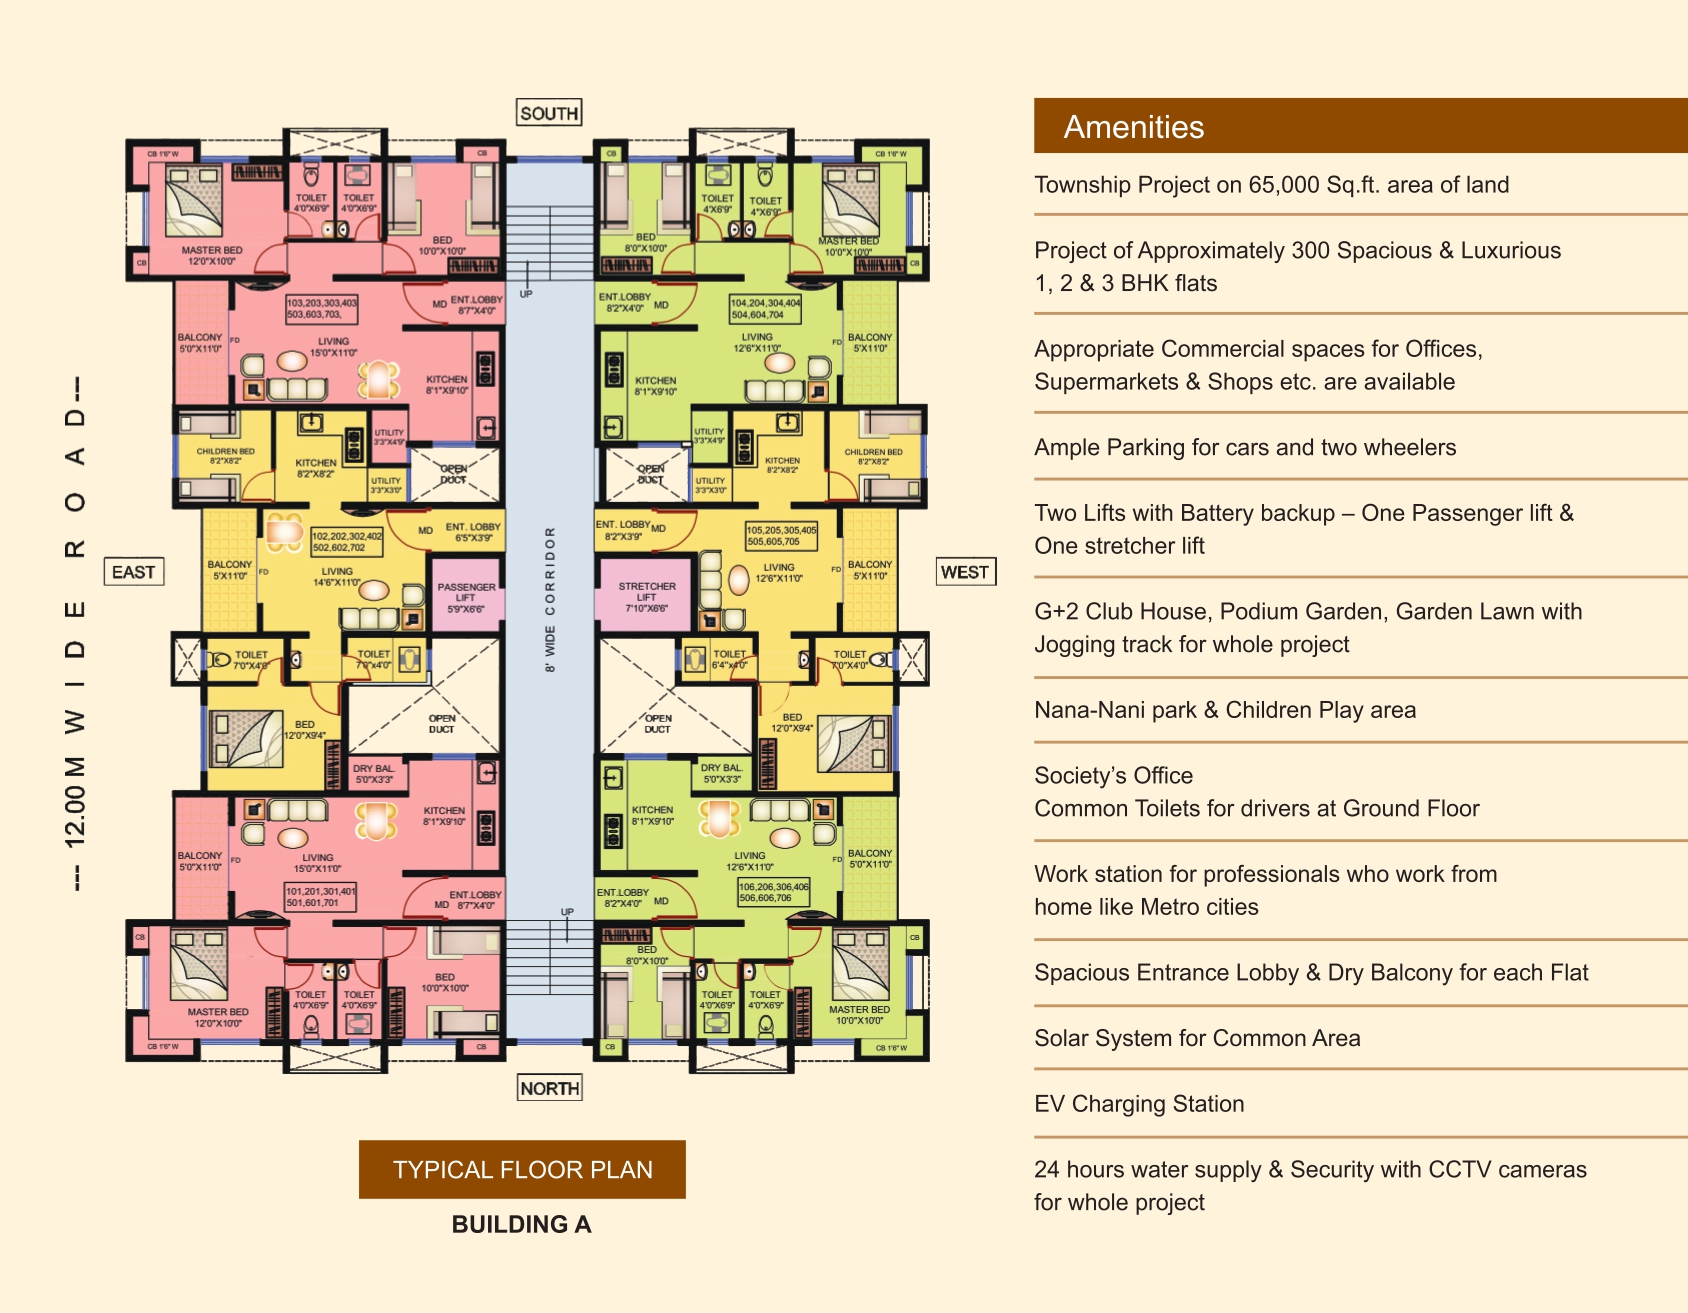 SOUTH
CB 1'6" W
CB
CB
CB 1'6" W
TOILET
4'0"X6'9"
TOILET
4'0"X6'9"
MASTER BED
12'0"X10'0"
BED
10'0"X10'0"
CB
BED
8'0"X10'0"
TOILET
4'X6'9"
TOILET
4'X6'9"
MASTER BED
10'0"X10'0"
CB
UP
103,203,303,403
503,603,703,
MD
ENT.LOBBY
8'7"X4'0"
ENT.LOBBY
8'2"X4'0"
MD
104,204,304,404
504,604,704
BALCONY
5'0"X11'0"
FD
LIVING
15'0"X11'0"
KITCHEN
8'1"X9'10"
KITCHEN
8'1"X9'10"
LIVING
12'6"X11'0"
FD
BALCONY
5'X11'0"
CHILDREN BED
8'2"X8'2"
KITCHEN
8'2"X8'2"
UTILITY
3'3"X4'9"
UTILITY
3'3"X3'0"
OPEN
DUCT
OPEN
DUCT
UTILITY
3'3"X4'9"
UTILITY
3'3"X3'0"
KITCHEN
8'2"X8'2"
CHILDREN BED
8'2"X8'2"
102,202,302,402
502,602,702
MD
ENT. LOBBY
6'5"X3'9"
ENT. LOBBY
8'2"X3'9"
MD
105,205,305,405
505,605,705
EAST
BALCONY
5'X11'0"
FD
LIVING
14'6"X11'0"
PASSENGER
LIFT
5'9"X6'6"
8' WIDE CORRIDOR
STRETCHER
LIFT
7'10"X6'6"
LIVING
12'6"X11'0"
FD
BALCONY
5'X11'0"
WEST
--- 12.00 M WIDE ROAD ---
TOILET
7'0"X4'0"
TOILET
7'0"x4'0"
TOILET
6'4"x4'0"
TOILET
7'0"X4'0"
BED
12'0"X9'4"
OPEN
DUCT
OPEN
DUCT
BED
12'0"X9'4"
DRY BAL.
5'0"X3'3"
DRY BAL.
5'0"X3'3"
BALCONY
5'0"X11'0"
FD
LIVING
15'0"X11'0"
KITCHEN
8'1"X9'10"
KITCHEN
8'1"X9'10"
LIVING
12'6"X11'0"
FD
BALCONY
5'0"X11'0"
101,201,301,401
501,601,701
MD
ENT.LOBBY
8'7"X4'0"
ENT.LOBBY
8'2"X4'0"
MD
106,206,306,406
506,606,706
UP
CB
MASTER BED
12'0"X10'0"
TOILET
4'0"X6'9"
TOILET
4'0"X6'9"
BED
10'0"X10'0"
BED
8'0"X10'0"
TOILET
4'0"X6'9"
TOILET
4'0"X6'9"
MASTER BED
10'0"X10'0"
CB
CB 1'6" W
CB
CB
CB 1'6" W
NORTH
TYPICAL FLOOR PLAN
BUILDING A
Amenities
Township Project on 65,000 Sq.ft. area of land
Project of Approximately 300 Spacious & Luxurious
1, 2 & 3 BHK flats
Appropriate Commercial spaces for Offices,
Supermarkets & Shops etc. are available
Ample Parking for cars and two wheelers
Two Lifts with Battery backup – One Passenger lift &
One stretcher lift
G+2 Club House, Podium Garden, Garden Lawn with
Jogging track for whole project
Nana-Nani park & Children Play area
Society’s Office
Common Toilets for drivers at Ground Floor
Work station for professionals who work from
home like Metro cities
Spacious Entrance Lobby & Dry Balcony for each Flat
Solar System for Common Area
EV Charging Station
24 hours water supply & Security with CCTV cameras
for whole project